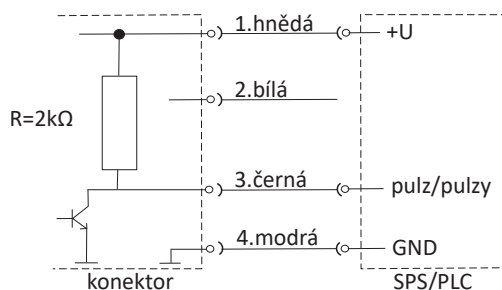 1.hnědá
+U
2.bílá
R=2kΩ
3.černá
pulz/pulzy
4.modrá
GND
konektor
SPS/PLC